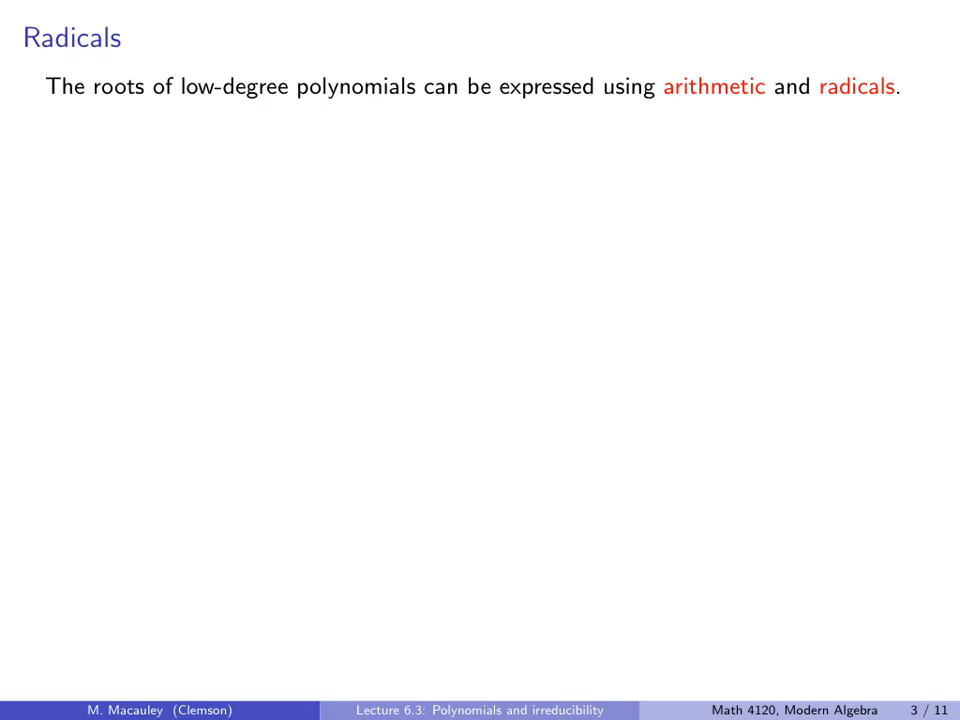 Radicals
The roots of low-degree polynomials can be expressed using arithmetic and radicals.
M. Macauley (Clemson) Lecture 6.3: Polynomials and irreducibility Math 4120, Modern Algebra 3 / 11